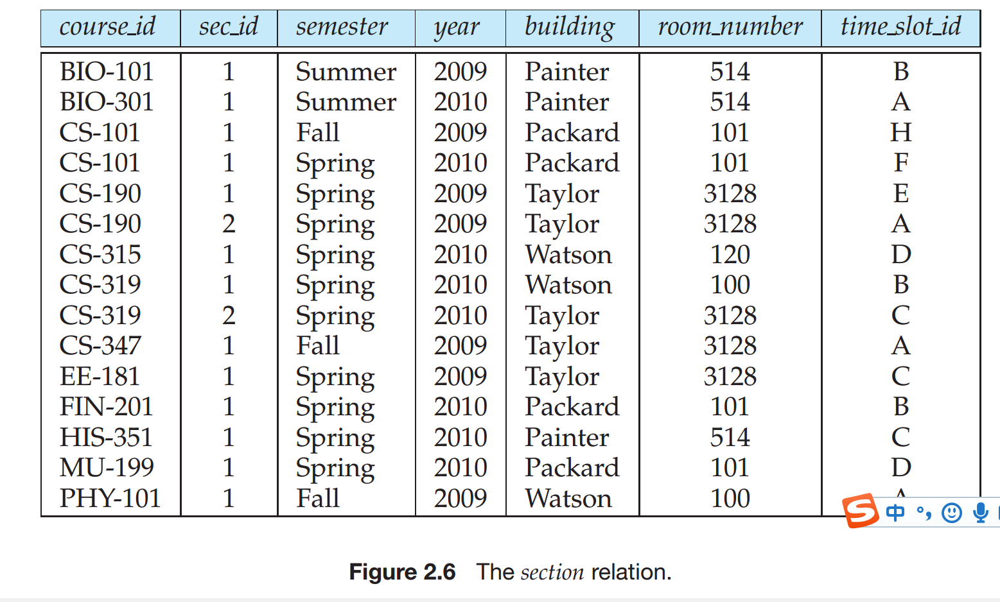 course_id sec_id semester year building room_number time_slot_id
BIO-101 1 Summer 2009 Painter 514 B
BIO-301 1 Summer 2010 Painter 514 A
CS-101 1 Fall 2009 Packard 101 H
CS-101 1 Spring 2010 Packard 101 F
CS-190 1 Spring 2009 Taylor 3128 E
CS-190 2 Spring 2009 Taylor 3128 A
CS-315 1 Spring 2010 Watson 120 D
CS-319 1 Spring 2010 Watson 100 B
CS-319 2 Spring 2010 Taylor 3128 C
CS-347 1 Fall 2009 Taylor 3128 A
EE-181 1 Spring 2009 Taylor 3128 C
FIN-201 1 Spring 2010 Packard 101 B
HIS-351 1 Spring 2010 Painter 514 C
MU-199 1 Spring 2010 Packard 101 D
PHY-101 1 Fall 2009 Watson 100
S 中 °,
Figure 2.6 The section relation.